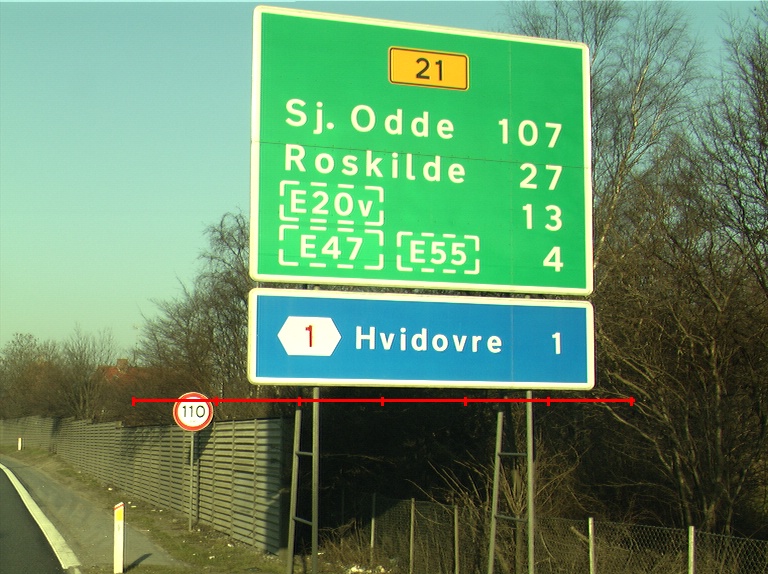 21
Sj. Odde 107
Roskilde 27
E20v 13
E47 E55 4
1 Hvidovre 1
110